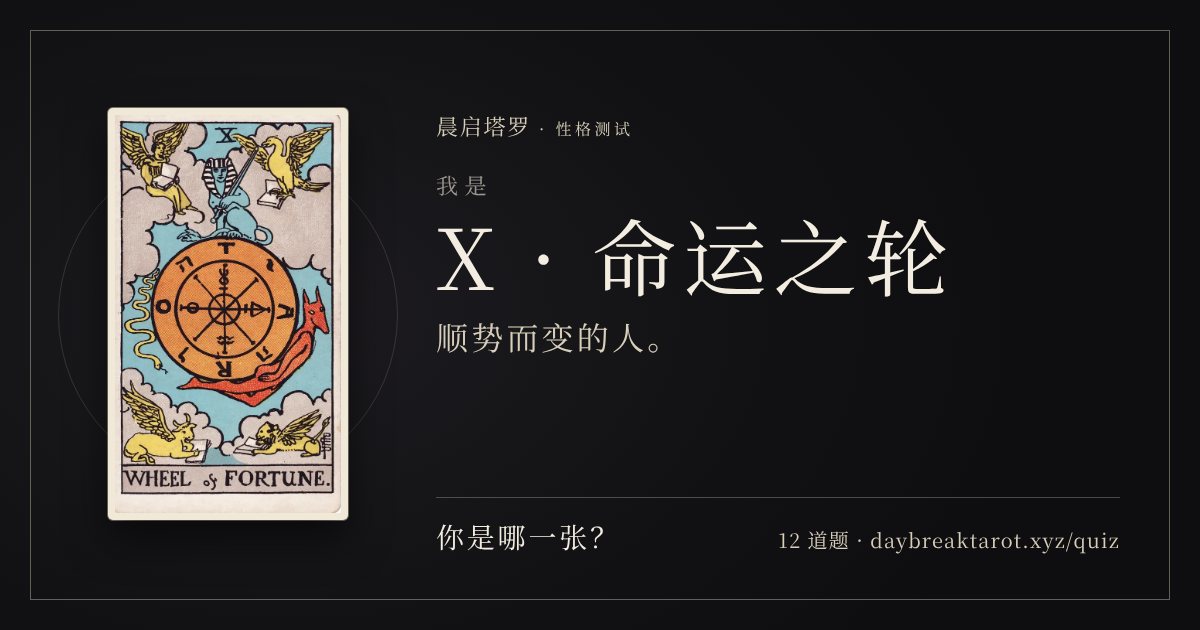 X
WHEEL of FORTUNE.
晨启塔罗 · 性格测试
我是
X · 命运之轮
顺势而变的人。
你是哪一张?
12 道题 · daybreaktarot.xyz/quiz